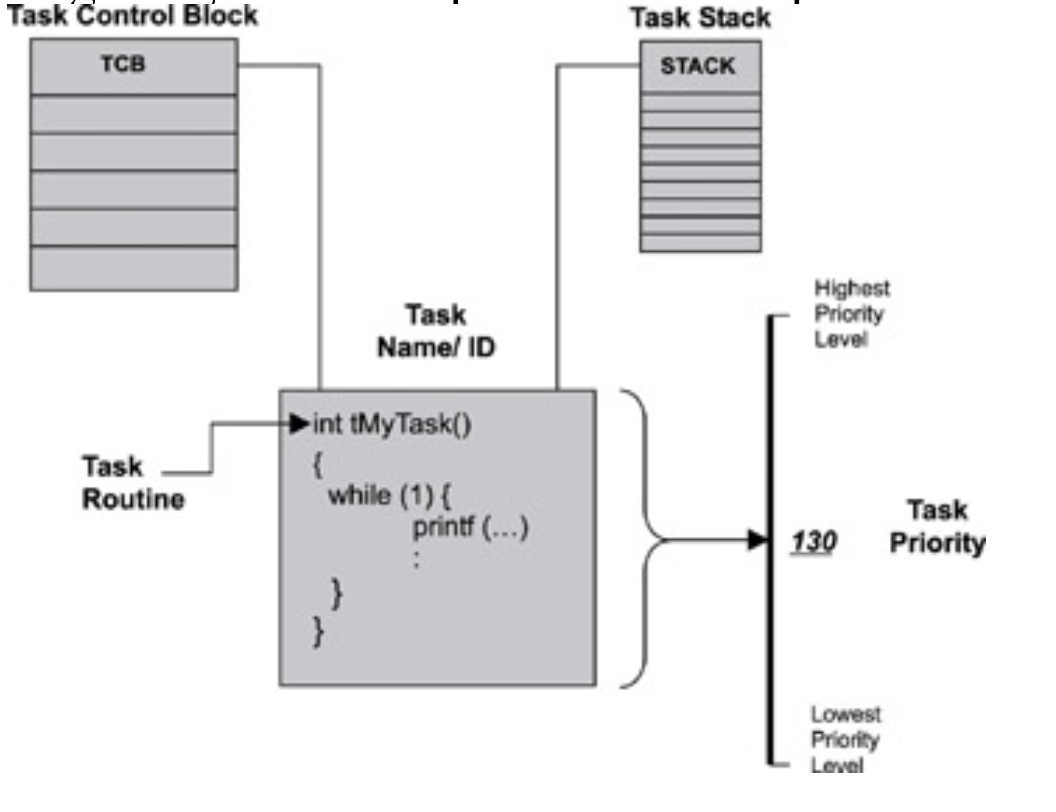 Task Control Block
Task Stack
TCB
STACK
Task
Name/ ID
Highest
Priority
Level
int tMyTask()
{
while (1) {
printf (...)
:
}
}
Task
Routine
130
Task
Priority
Lowest
Priority
Level